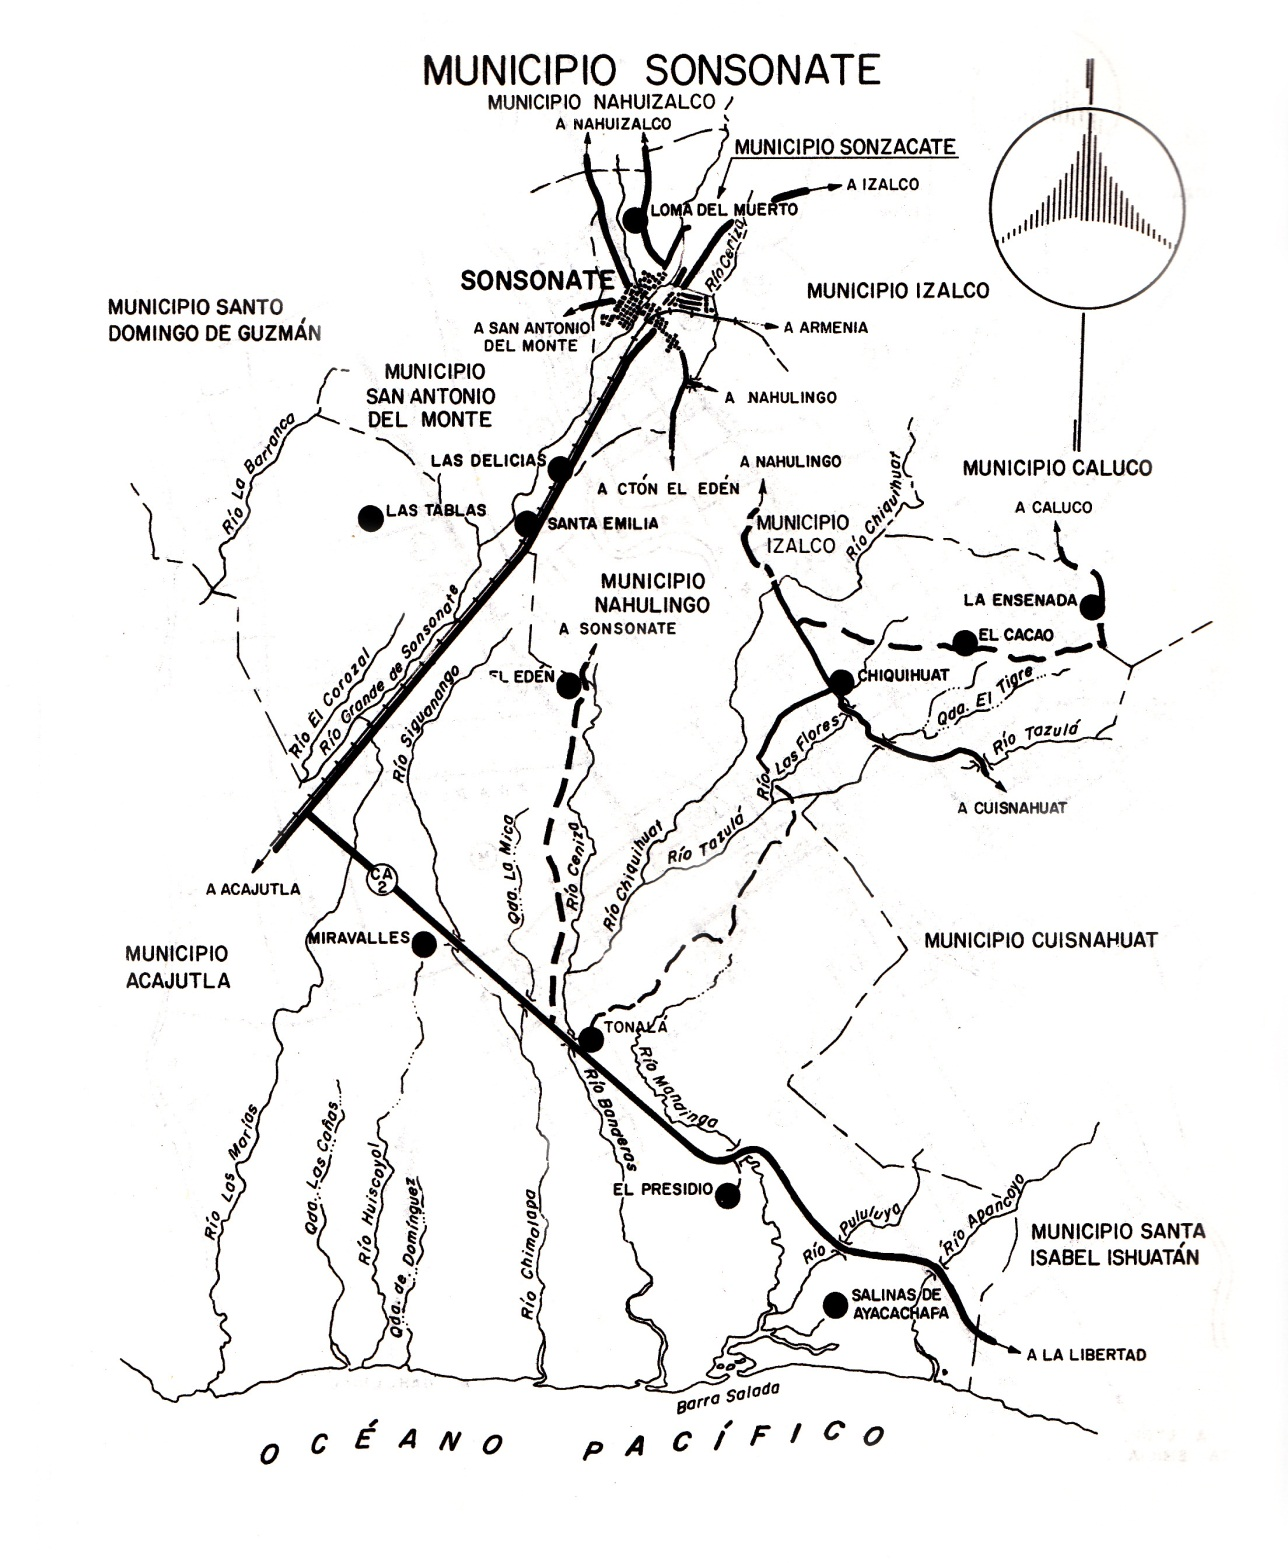 MUNICIPIO SONSONATE
MUNICIPIO NAHUIZALCO
A NAHUIZALCO
MUNICIPIO SONZACATE
A IZALCO
LOMA DEL MUERTO
Río Ceniza
SONSONATE
MUNICIPIO IZALCO
MUNICIPIO SANTO
DOMINGO DE GUZMÁN
A SAN ANTONIO
DEL MONTE
A ARMENIA
MUNICIPIO
SAN ANTONIO
DEL MONTE
A NAHULINGO
Río La Barranca
LAS DELICIAS
A NAHULINGO
MUNICIPIO CALUCO
A CTÓN EL EDÉN
A CALUCO
LAS TABLAS
SANTA EMILIA
MUNICIPIO
IZALCO
Río Chiquihuat
MUNICIPIO
NAHULINGO
A SONSONATE
LA ENSENADA
EL CACAO
EL EDÉN
CHIQUIHUAT
Río El Corozal
Río Grande de Sonsonate
Río Siguanango
Qda. El Tigre
Río Las Flores
Río Tazulá
A CUISNAHUAT
Qda. La Mica
Río Ceniza
Río Chiquihuat
Río Tazulá
A ACAJUTLA
CA
2
MIRAVALLES
MUNICIPIO
ACAJUTLA
MUNICIPIO CUISNAHUAT
TONALÁ
Río Mandinga
Río Banderas
Río Las Marías
Qda. Las Cañas
Río Huiscoyol
Qda. de Domínguez
Río Chimalapa
EL PRESIDIO
Río Pululuya
Río Apancoyo
MUNICIPIO SANTA
ISABEL ISHUATÁN
SALINAS DE
AYACACHAPA
A LA LIBERTAD
Barra Salada
OCÉANO PACÍFICO